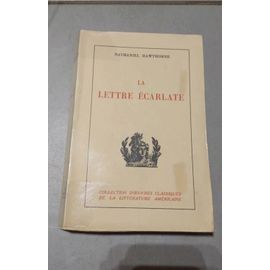 NATHANIEL HAWTHORNE
LA
LETTRE ÉCARLATE
COLLECTION D'ŒUVRES CLASSIQUES
DE LA LITTÉRATURE AMÉRICAINE